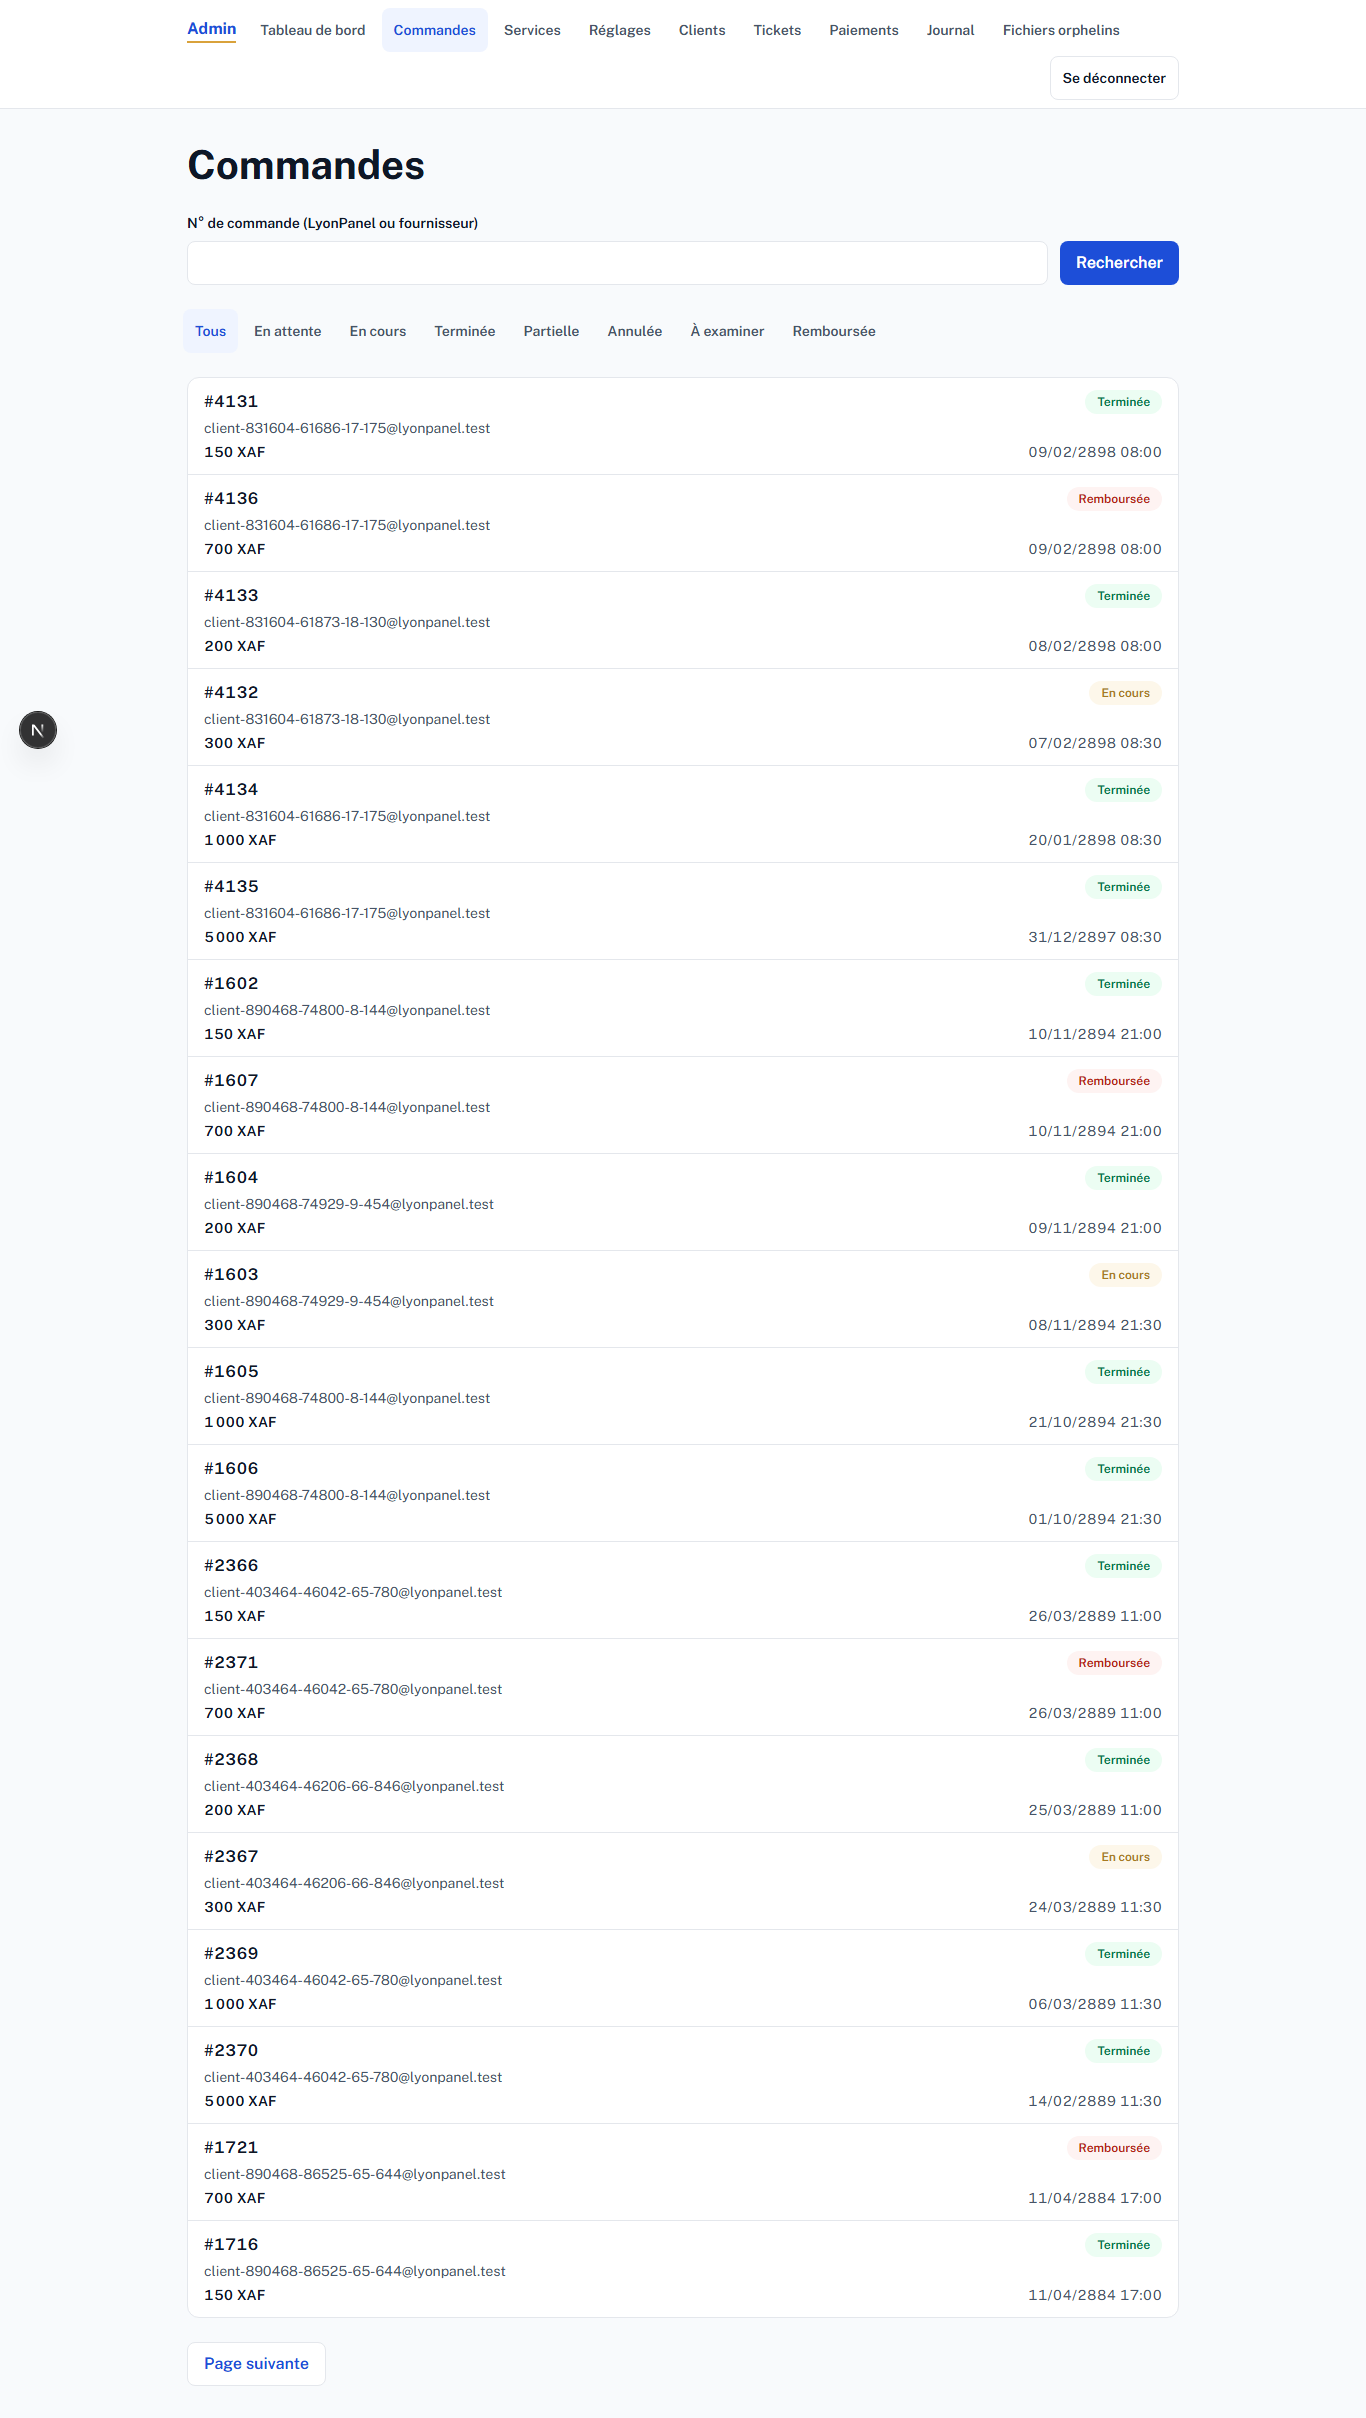 Admin Tableau de bord Commandes Services Réglages Clients Tickets Paiements Journal Fichiers orphelins
Se déconnecter
Commandes
N° de commande (LyonPanel ou fournisseur)
Rechercher
Tous En attente En cours Terminée Partielle Annulée À examiner Remboursée
#4131 Terminée
client-831604-61686-17-175@lyonpanel.test
150 XAF 09/02/2898 08:00
#4136 Remboursée
client-831604-61686-17-175@lyonpanel.test
700 XAF 09/02/2898 08:00
#4133 Terminée
client-831604-61873-18-130@lyonpanel.test
200 XAF 08/02/2898 08:00
#4132 En cours
client-831604-61873-18-130@lyonpanel.test
300 XAF 07/02/2898 08:30
#4134 Terminée
client-831604-61686-17-175@lyonpanel.test
1 000 XAF 20/01/2898 08:30
#4135 Terminée
client-831604-61686-17-175@lyonpanel.test
5 000 XAF 31/12/2897 08:30
#1602 Terminée
client-890468-74800-8-144@lyonpanel.test
150 XAF 10/11/2894 21:00
#1607 Remboursée
client-890468-74800-8-144@lyonpanel.test
700 XAF 10/11/2894 21:00
#1604 Terminée
client-890468-74929-9-454@lyonpanel.test
200 XAF 09/11/2894 21:00
#1603 En cours
client-890468-74929-9-454@lyonpanel.test
300 XAF 08/11/2894 21:30
#1605 Terminée
client-890468-74800-8-144@lyonpanel.test
1 000 XAF 21/10/2894 21:30
#1606 Terminée
client-890468-74800-8-144@lyonpanel.test
5 000 XAF 01/10/2894 21:30
#2366 Terminée
client-403464-46042-65-780@lyonpanel.test
150 XAF 26/03/2889 11:00
#2371 Remboursée
client-403464-46042-65-780@lyonpanel.test
700 XAF 26/03/2889 11:00
#2368 Terminée
client-403464-46206-66-846@lyonpanel.test
200 XAF 25/03/2889 11:00
#2367 En cours
client-403464-46206-66-846@lyonpanel.test
300 XAF 24/03/2889 11:30
#2369 Terminée
client-403464-46042-65-780@lyonpanel.test
1 000 XAF 06/03/2889 11:30
#2370 Terminée
client-403464-46042-65-780@lyonpanel.test
5 000 XAF 14/02/2889 11:30
#1721 Remboursée
client-890468-86525-65-644@lyonpanel.test
700 XAF 11/04/2884 17:00
#1716 Terminée
client-890468-86525-65-644@lyonpanel.test
150 XAF 11/04/2884 17:00
Page suivante